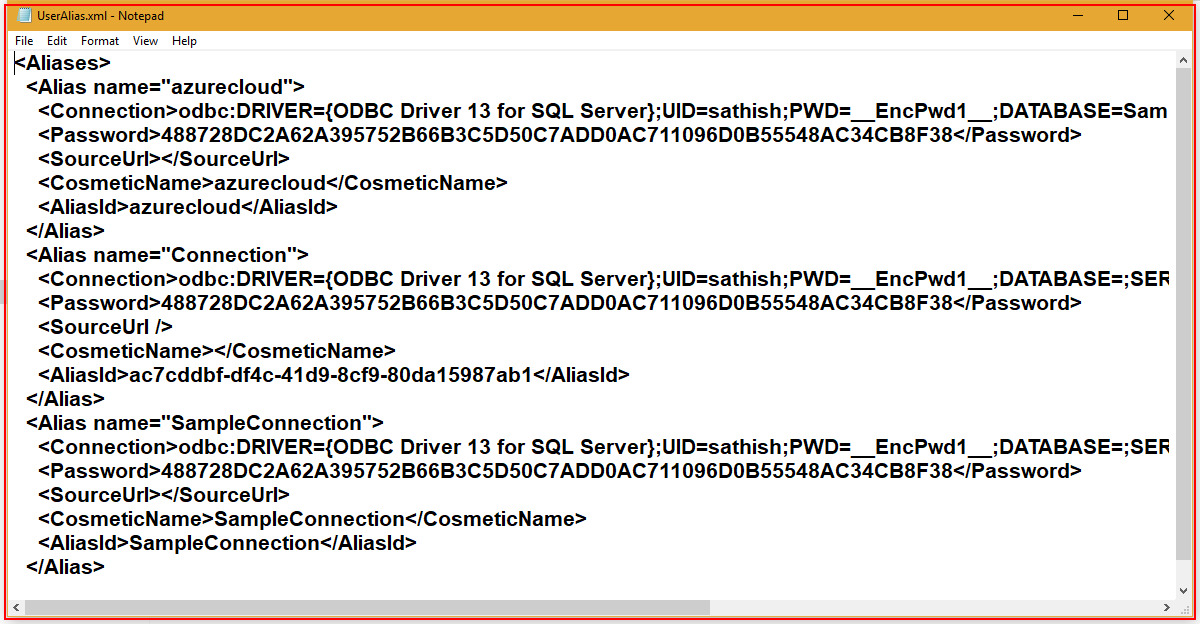 UserAlias.xml - Notepad
File Edit Format View Help
<Aliases>
<Alias name="azurecloud">
<Connection>odbc:DRIVER={ODBC Driver 13 for SQL Server};UID=sathish;PWD=__EncPwd1__;DATABASE=Sam
<Password>488728DC2A62A395752B66B3C5D50C7ADD0AC711096D0B55548AC34CB8F38</Password>
<SourceUrl></SourceUrl>
<CosmeticName>azurecloud</CosmeticName>
<AliasId>azurecloud</AliasId>
</Alias>
<Alias name="Connection">
<Connection>odbc:DRIVER={ODBC Driver 13 for SQL Server};UID=sathish;PWD=__EncPwd1__;DATABASE=;SER
<Password>488728DC2A62A395752B66B3C5D50C7ADD0AC711096D0B55548AC34CB8F38</Password>
<SourceUrl />
<CosmeticName></CosmeticName>
<AliasId>ac7cddbf-df4c-41d9-8cf9-80da15987ab1</AliasId>
</Alias>
<Alias name="SampleConnection">
<Connection>odbc:DRIVER={ODBC Driver 13 for SQL Server};UID=sathish;PWD=__EncPwd1__;DATABASE=;SER
<Password>488728DC2A62A395752B66B3C5D50C7ADD0AC711096D0B55548AC34CB8F38</Password>
<SourceUrl></SourceUrl>
<CosmeticName>SampleConnection</CosmeticName>
<AliasId>SampleConnection</AliasId>
</Alias>